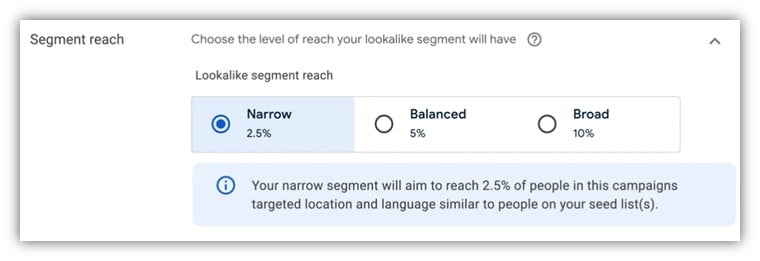 Segment reach
Choose the level of reach your lookalike segment will have
Lookalike segment reach
Narrow
2.5%
Balanced
5%
Broad
10%
Your narrow segment will aim to reach 2.5% of people in this campaigns
targeted location and language similar to people on your seed list(s).